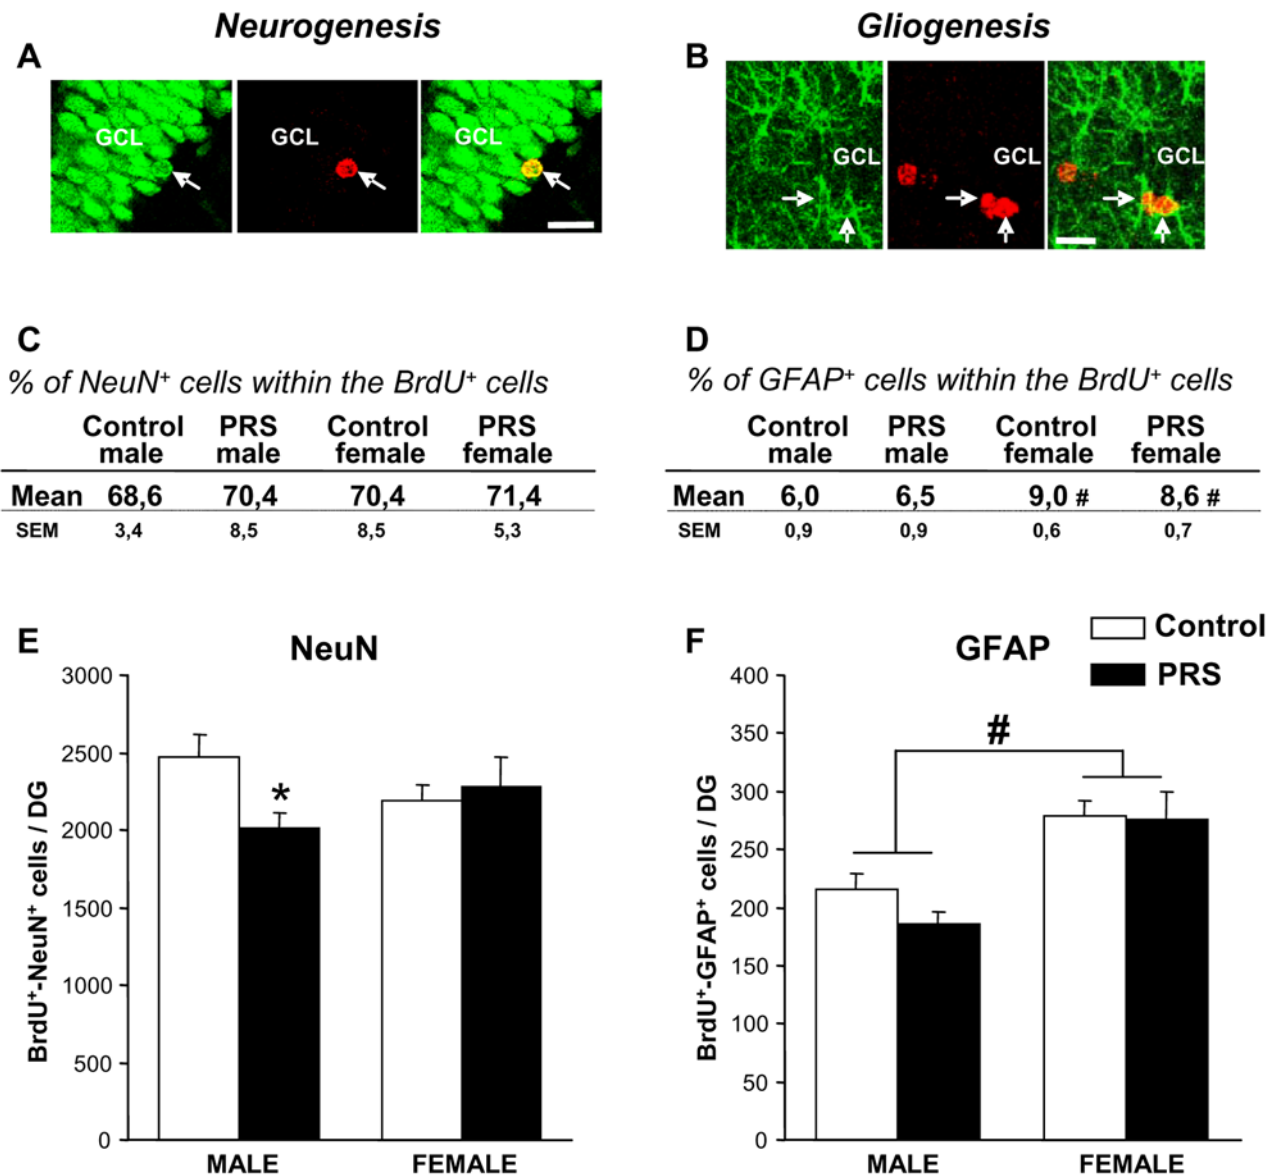 Neurogenesis
Gliogenesis
A
GCL
GCL
GCL
B
GCL
GCL
GCL
C
% of NeuN⁺ cells within the BrdU⁺ cells
Control male PRS male Control female PRS female
Mean 68,6 70,4 70,4 71,4
SEM 3,4 8,5 8,5 5,3
D
% of GFAP⁺ cells within the BrdU⁺ cells
Control male PRS male Control female PRS female
Mean 6,0 6,5 9,0 # 8,6 #
SEM 0,9 0,9 0,6 0,7
E
NeuN
BrdU⁺-NeuN⁺ cells / DG
3000
2500
2000
1500
1000
500
0
*
MALE FEMALE
F
GFAP
Control
PRS
BrdU⁺-GFAP⁺ cells / DG
400
350
300
250
200
150
100
50
0
#
MALE FEMALE